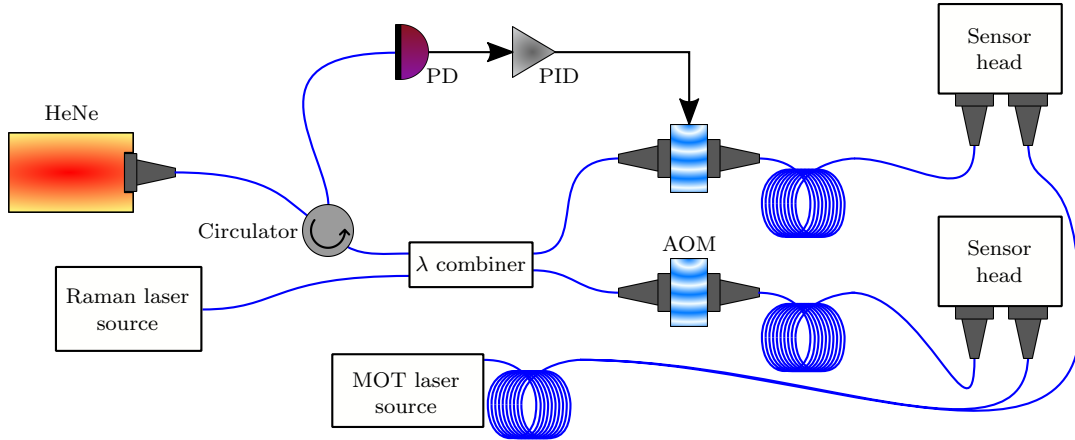 Sensor
head
PD
PID
HeNe
Circulator
λ combiner
AOM
Sensor
head
Raman laser
source
MOT laser
source